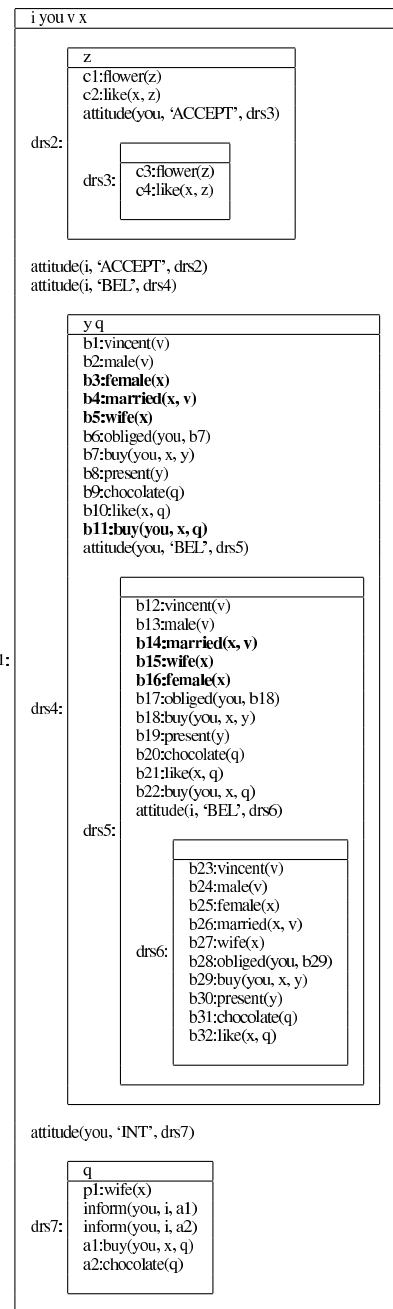 i you v x
z
c1:flower(z)
c2:like(x, z)
attitude(you, ‘ACCEPT’, drs3)
drs2:
drs3:
c3:flower(z)
c4:like(x, z)
attitude(i, ‘ACCEPT’, drs2)
attitude(i, ‘BEL’, drs4)
y q
b1:vincent(v)
b2:male(v)
b3:female(x)
b4:married(x, v)
b5:wife(x)
b6:obliged(you, b7)
b7:buy(you, x, y)
b8:present(y)
b9:chocolate(q)
b10:like(x, q)
b11:buy(you, x, q)
attitude(you, ‘BEL’, drs5)
b12:vincent(v)
b13:male(v)
1:
b14:married(x, v)
b15:wife(x)
b16:female(x)
b17:obliged(you, b18)
drs4:
b18:buy(you, x, y)
b19:present(y)
b20:chocolate(q)
b21:like(x, q)
b22:buy(you, x, q)
attitude(i, ‘BEL’, drs6)
drs5:
b23:vincent(v)
b24:male(v)
b25:female(x)
b26:married(x, v)
drs6:
b27:wife(x)
b28:obliged(you, b29)
b29:buy(you, x, y)
b30:present(y)
b31:chocolate(q)
b32:like(x, q)
attitude(you, ‘INT’, drs7)
q
p1:wife(x)
inform(you, i, a1)
drs7:
inform(you, i, a2)
a1:buy(you, x, q)
a2:chocolate(q)